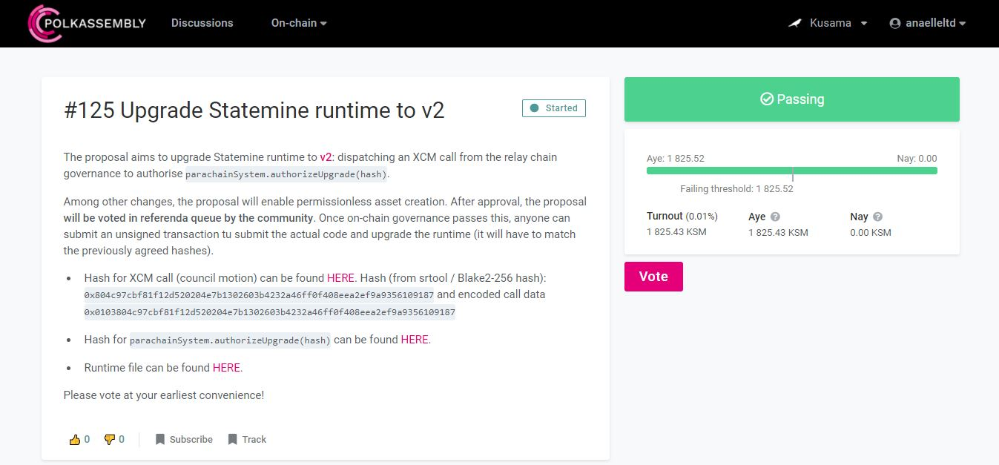 POLKASSEMBLY Discussions On-chain Kusama anaelleltd
#125 Upgrade Statemine runtime to v2 Started
The proposal aims to upgrade Statemine runtime to v2: dispatching an XCM call from the relay chain
governance to authorise parachainSystem.authorizeUpgrade(hash).
Among other changes, the proposal will enable permissionless asset creation. After approval, the proposal
will be voted in referenda queue by the community. Once on-chain governance passes this, anyone can
submit an unsigned transaction tu submit the actual code and upgrade the runtime (it will have to match
the previously agreed hashes).
• Hash for XCM call (council motion) can be found HERE. Hash (from srtool / Blake2-256 hash):
0x804c97cbf81f12d520204e7b1302603b4232a46ff0f408eea2ef9a9356109187 and encoded call data
0x0103804c97cbf81f12d520204e7b1302603b4232a46ff0f408eea2ef9a9356109187
• Hash for parachainSystem.authorizeUpgrade(hash) can be found HERE.
• Runtime file can be found HERE.
Please vote at your earliest convenience!
0 0 Subscribe Track
Passing
Aye: 1 825.52 Nay: 0.00
Failing threshold: 1 825.52
Turnout (0.01%) Aye ? Nay ?
1 825.43 KSM 1 825.43 KSM 0.00 KSM
Vote